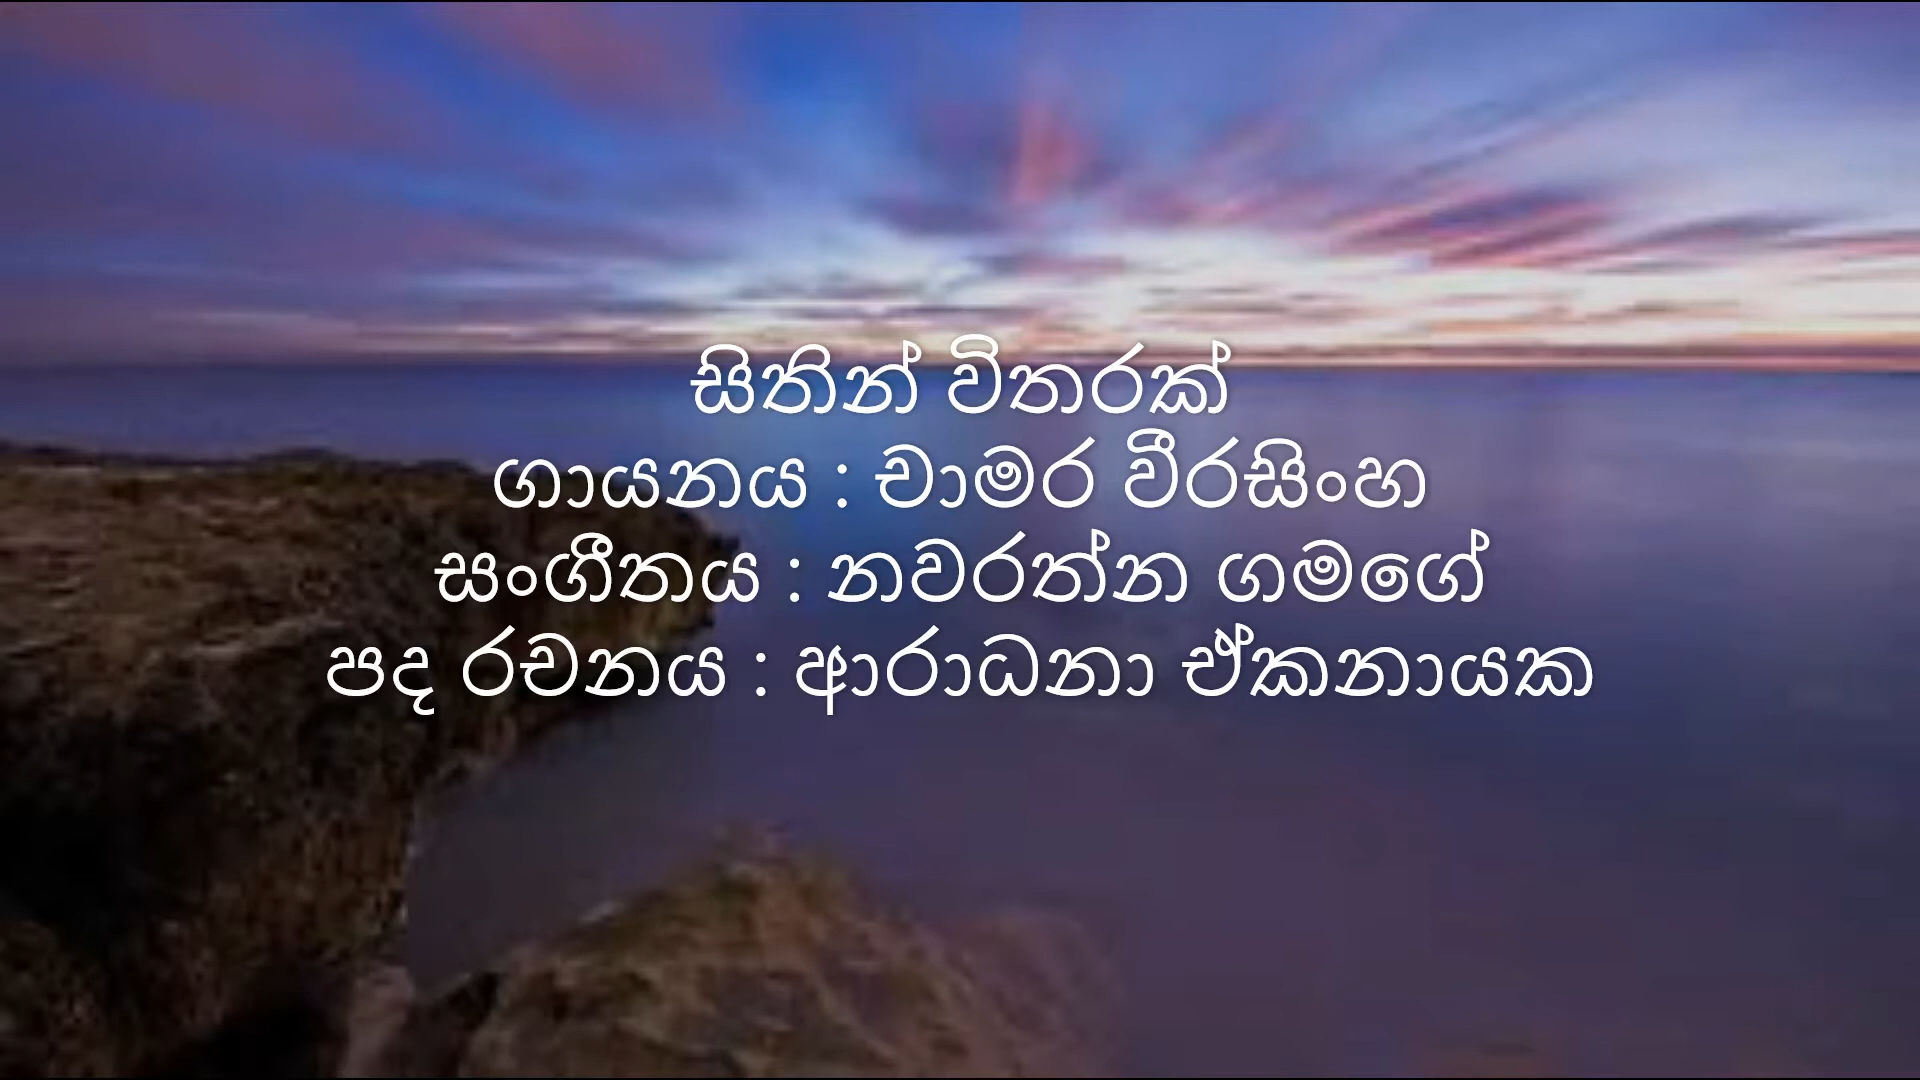 සිතින් විතරක්
ගායනය : චාමර වීරසිංහ
සංගීතය : නවරත්න ගමගේ
පද රචනය : ආරාධනා ඒකනායක